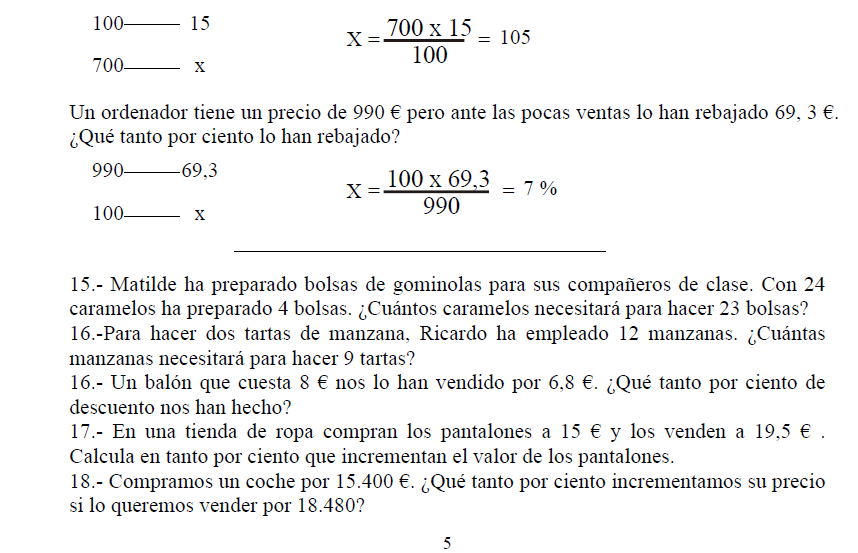 100——— 15
X = 700 x 15 / 100 = 105
700——— x
Un ordenador tiene un precio de 990 € pero ante las pocas ventas lo han rebajado 69, 3 €.
¿Qué tanto por ciento lo han rebajado?
990———69,3
X = 100 x 69,3 / 990 = 7 %
100——— x
15.- Matilde ha preparado bolsas de gominolas para sus compañeros de clase. Con 24
caramelos ha preparado 4 bolsas. ¿Cuántos caramelos necesitará para hacer 23 bolsas?
16.-Para hacer dos tartas de manzana, Ricardo ha empleado 12 manzanas. ¿Cuántas
manzanas necesitará para hacer 9 tartas?
16.- Un balón que cuesta 8 € nos lo han vendido por 6,8 €. ¿Qué tanto por ciento de
descuento nos han hecho?
17.- En una tienda de ropa compran los pantalones a 15 € y los venden a 19,5 € .
Calcula en tanto por ciento que incrementan el valor de los pantalones.
18.- Compramos un coche por 15.400 €. ¿Qué tanto por ciento incrementamos su precio
si lo queremos vender por 18.480?
5